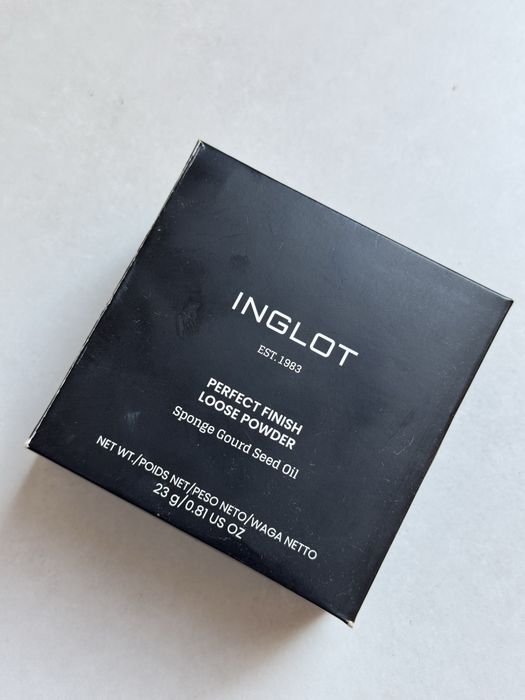 INGLOT
EST. 1983
PERFECT FINISH
LOOSE POWDER
Sponge Gourd Seed Oil
NET WT./POIDS NET/PESO NETO/WAGA NETTO
23 g/0.81 US OZ